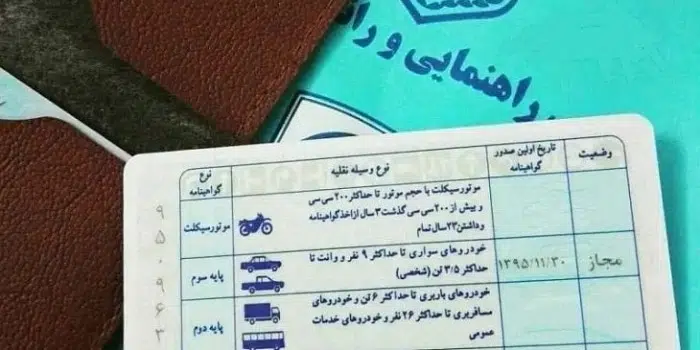 راهنمایی و
وضعیت
تاریخ اولین صدور
گواهینامه
نوع وسیله نقلیه
نوع
گواهینامه
موتورسیکلت با حجم موتور تا حداکثر ۲۰۰ سی سی
و بیش از ۲۰۰ سی سی گذشت ۳ سال از اخذ گواهینامه
و داشتن ۲۳ سال تمام
موتورسیکلت
مجاز
۱۳۹۵/۱۱/۳۰
خودروهای سواری تا حداکثر ۹ نفر و وانت تا
حداکثر ۳/۵ تن (شخصی)
پایه سوم
خودروهای باربری تا حداکثر ۶ تن و خودروهای
مسافربری تا حداکثر ۲۶ نفر و خودروهای خدمات
عمومی
پایه دوم
۹
۵
۰
۹
۶
۳